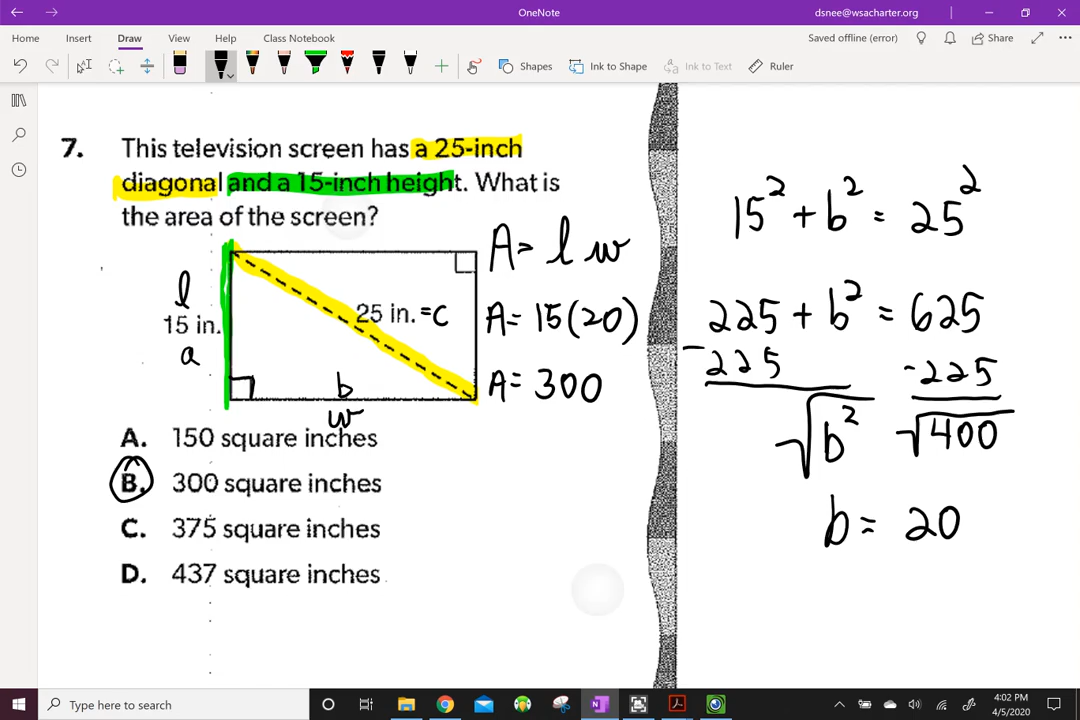 OneNote
dsnee@wsacharter.org
Home Insert Draw View Help Class Notebook
Saved offline (error)
Share
Shapes
Ink to Shape
Ink to Text
Ruler
7. This television screen has a 25-inch
diagonal and a 15-inch height. What is
the area of the screen?
l
15 in.
a
25 in. = c
b
w
A = l w
A = 15(20)
A = 300
A. 150 square inches
B. 300 square inches
C. 375 square inches
D. 437 square inches
15² + b² = 25²
225 + b² = 625
-225 -225
√b² √400
b = 20
Type here to search
4:02 PM
4/5/2020